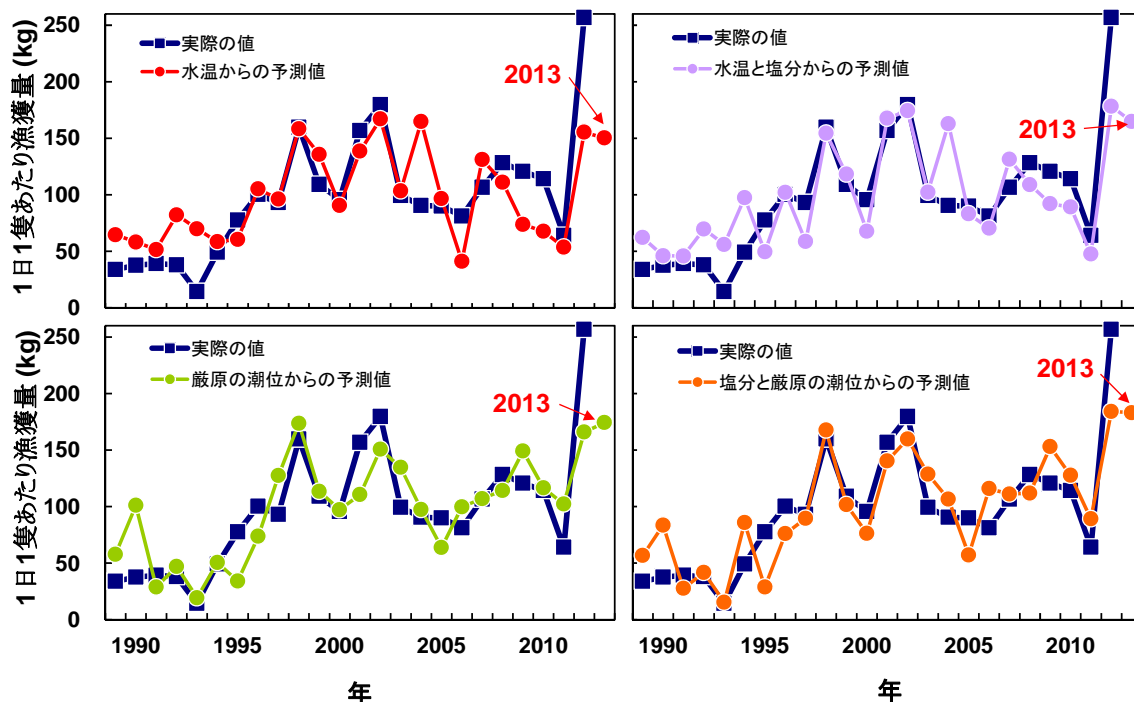 1日1隻あたり漁獲量 (kg)
250
200
150
100
50
0
実際の値
水温からの予測値
2013
実際の値
水温と塩分からの予測値
2013
1日1隻あたり漁獲量 (kg)
250
200
150
100
50
0
実際の値
厳原の潮位からの予測値
2013
実際の値
塩分と厳原の潮位からの予測値
2013
1990 1995 2000 2005 2010
1990 1995 2000 2005 2010
年
年